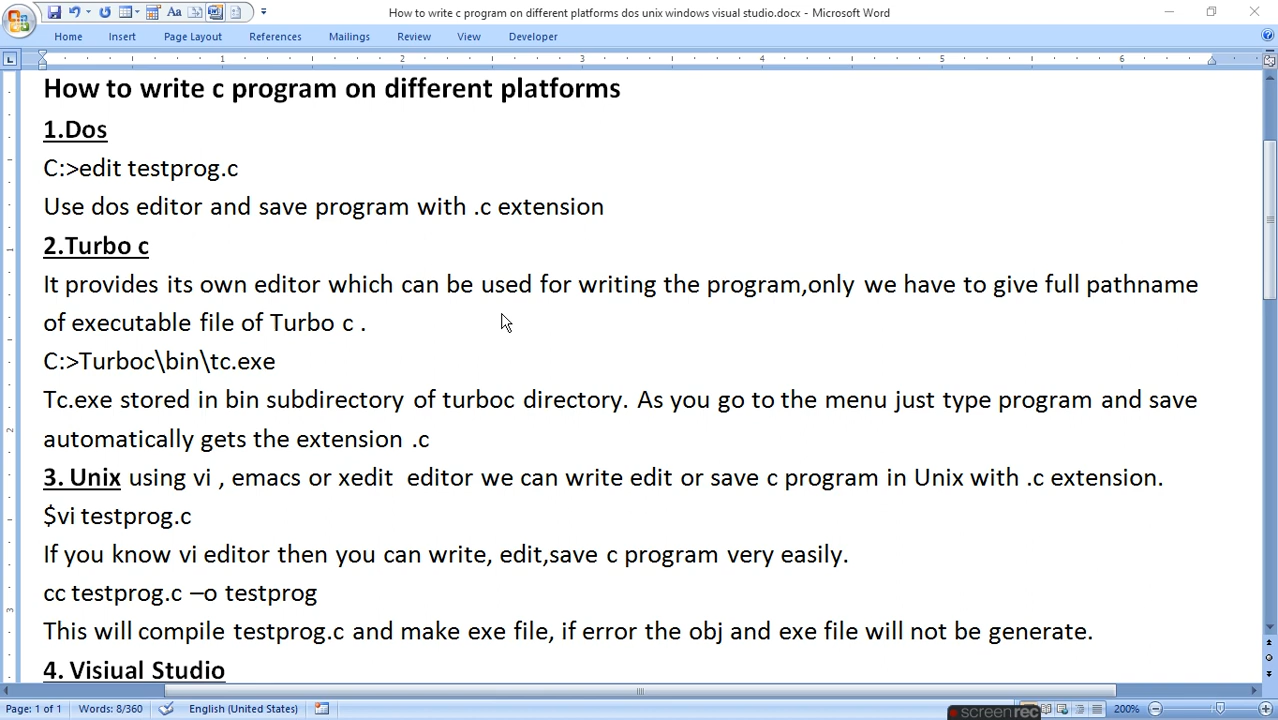 How to write c program on different platforms dos unix windows visual studio.docx - Microsoft Word
Home Insert Page Layout References Mailings Review View Developer
1 2 3 4 5 6
How to write c program on different platforms
1.Dos
C:>edit testprog.c
Use dos editor and save program with .c extension
2.Turbo c
It provides its own editor which can be used for writing the program,only we have to give full pathname
of executable file of Turbo c .
C:>Turboc\bin\tc.exe
Tc.exe stored in bin subdirectory of turboc directory. As you go to the menu just type program and save
automatically gets the extension .c
3. Unix using vi , emacs or xedit editor we can write edit or save c program in Unix with .c extension.
$vi testprog.c
If you know vi editor then you can write, edit,save c program very easily.
cc testprog.c –o testprog
This will compile testprog.c and make exe file, if error the obj and exe file will not be generate.
4. Visiual Studio
Page: 1 of 1 Words: 8/360 English (United States) 200%
screenrec